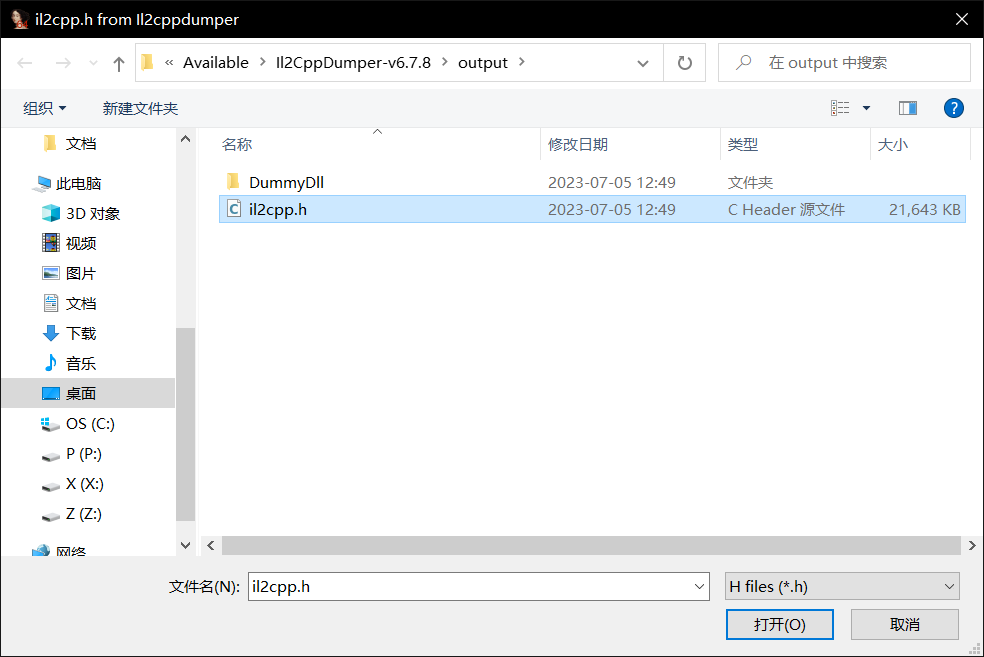 il2cpp.h from Il2cppdumper
« Available > Il2CppDumper-v6.7.8 > output >
在 output 中搜索
组织
新建文件夹
文档
此电脑
3D 对象
视频
图片
文档
下载
音乐
桌面
OS (C:)
P (P:)
X (X:)
Z (Z:)
网络
名称 修改日期 类型 大小
DummyDll 2023-07-05 12:49 文件夹
il2cpp.h 2023-07-05 12:49 C Header 源文件 21,643 KB
文件名(N): il2cpp.h
H files (*.h)
打开(O) 取消